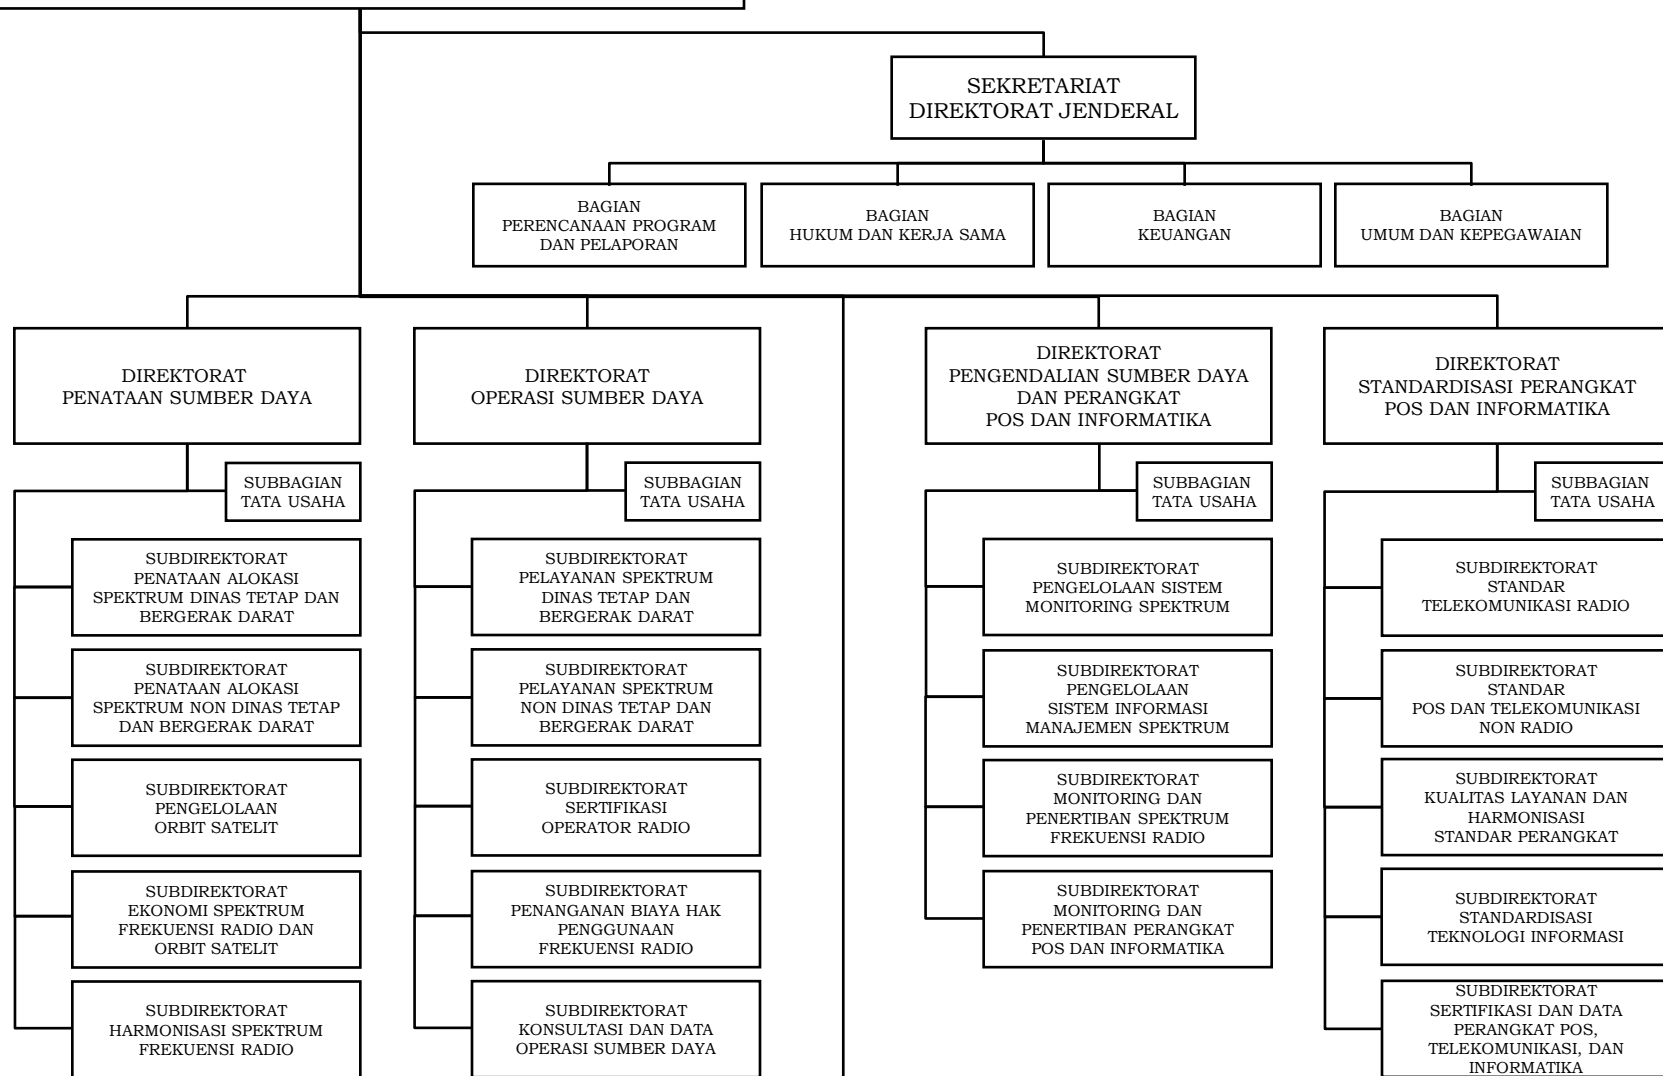 SEKRETARIAT
DIREKTORAT JENDERAL
BAGIAN
PERENCANAAN PROGRAM
DAN PELAPORAN
BAGIAN
HUKUM DAN KERJA SAMA
BAGIAN
KEUANGAN
BAGIAN
UMUM DAN KEPEGAWAIAN
DIREKTORAT
PENATAAN SUMBER DAYA
DIREKTORAT
OPERASI SUMBER DAYA
DIREKTORAT
PENGENDALIAN SUMBER DAYA
DAN PERANGKAT
POS DAN INFORMATIKA
DIREKTORAT
STANDARDISASI PERANGKAT
POS DAN INFORMATIKA
SUBBAGIAN
TATA USAHA
SUBBAGIAN
TATA USAHA
SUBBAGIAN
TATA USAHA
SUBBAGIAN
TATA USAHA
SUBDIREKTORAT
PENATAAN ALOKASI
SPEKTRUM DINAS TETAP DAN
BERGERAK DARAT
SUBDIREKTORAT
PELAYANAN SPEKTRUM
DINAS TETAP DAN
BERGERAK DARAT
SUBDIREKTORAT
PENGELOLAAN SISTEM
MONITORING SPEKTRUM
SUBDIREKTORAT
STANDAR
TELEKOMUNIKASI RADIO
SUBDIREKTORAT
PENATAAN ALOKASI
SPEKTRUM NON DINAS TETAP
DAN BERGERAK DARAT
SUBDIREKTORAT
PELAYANAN SPEKTRUM
NON DINAS TETAP DAN
BERGERAK DARAT
SUBDIREKTORAT
PENGELOLAAN
SISTEM INFORMASI
MANAJEMEN SPEKTRUM
SUBDIREKTORAT
STANDAR
POS DAN TELEKOMUNIKASI
NON RADIO
SUBDIREKTORAT
PENGELOLAAN
ORBIT SATELIT
SUBDIREKTORAT
SERTIFIKASI
OPERATOR RADIO
SUBDIREKTORAT
MONITORING DAN
PENERTIBAN SPEKTRUM
FREKUENSI RADIO
SUBDIREKTORAT
KUALITAS LAYANAN DAN
HARMONISASI
STANDAR PERANGKAT
SUBDIREKTORAT
EKONOMI SPEKTRUM
FREKUENSI RADIO DAN
ORBIT SATELIT
SUBDIREKTORAT
PENANGANAN BIAYA HAK
PENGGUNAAN
FREKUENSI RADIO
SUBDIREKTORAT
MONITORING DAN
PENERTIBAN PERANGKAT
POS DAN INFORMATIKA
SUBDIREKTORAT
STANDARDISASI
TEKNOLOGI INFORMASI
SUBDIREKTORAT
HARMONISASI SPEKTRUM
FREKUENSI RADIO
SUBDIREKTORAT
KONSULTASI DAN DATA
OPERASI SUMBER DAYA
SUBDIREKTORAT
SERTIFIKASI DAN DATA
PERANGKAT POS,
TELEKOMUNIKASI, DAN
INFORMATIKA